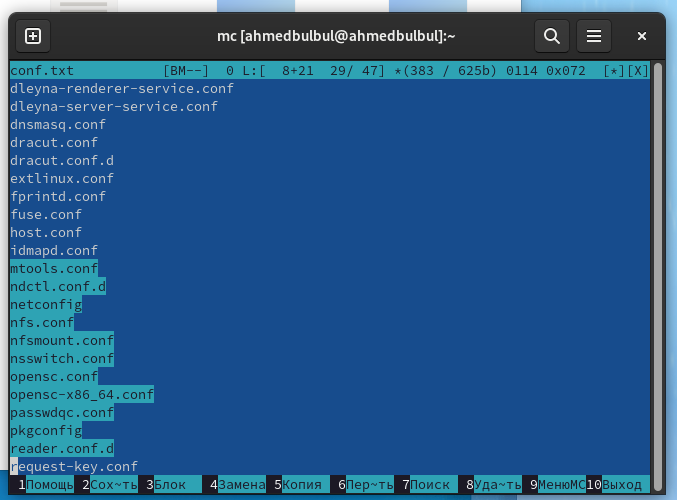 mc [ahmedbulbul@ahmedbulbul]:~
conf.txt [BM--] 0 L:[ 8+21 29/ 47] *(383 / 625b) 0114 0x072 [*][X]
dleyna-renderer-service.conf
dleyna-server-service.conf
dnsmasq.conf
dracut.conf
dracut.conf.d
extlinux.conf
fprintd.conf
fuse.conf
host.conf
idmapd.conf
mtools.conf
ndctl.conf.d
netconfig
nfs.conf
nfsmount.conf
nsswitch.conf
opensc.conf
opensc-x86_64.conf
passwdqc.conf
pkgconfig
reader.conf.d
request-key.conf
1Помощь 2Сох~ть 3Блок 4Замена 5Копия 6Пер~ть 7Поиск 8Уда~ть 9МенюMC 10Выход